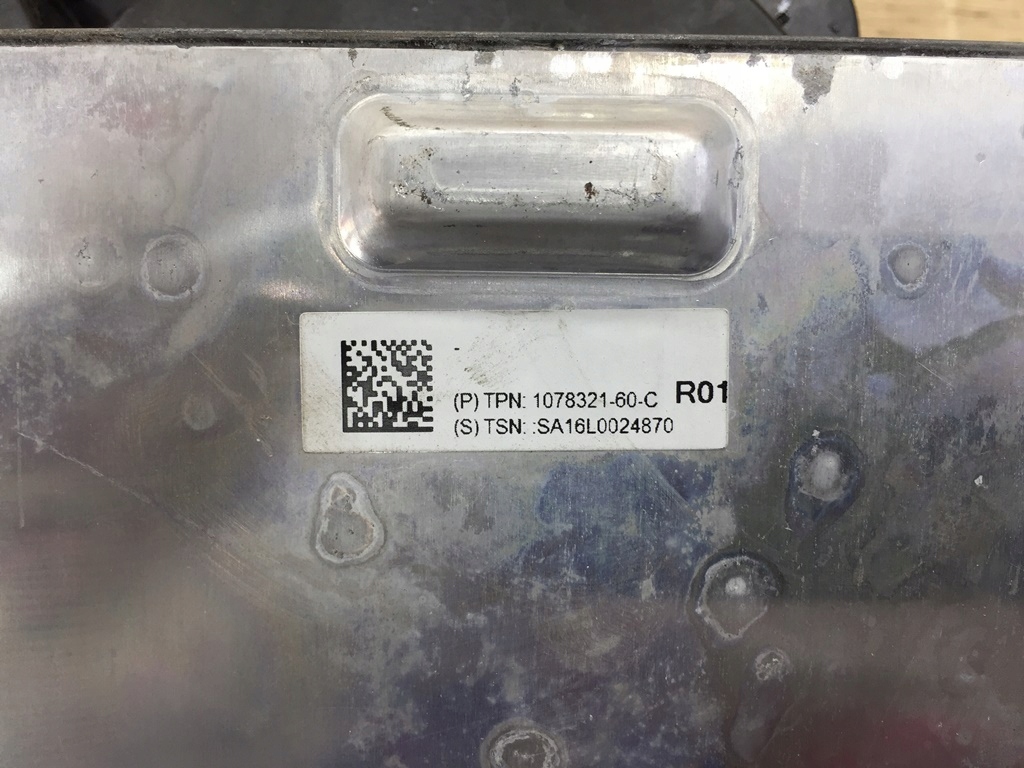 (P) TPN: 1078321-60-C R01
(S) TSN: :SA16L0024870